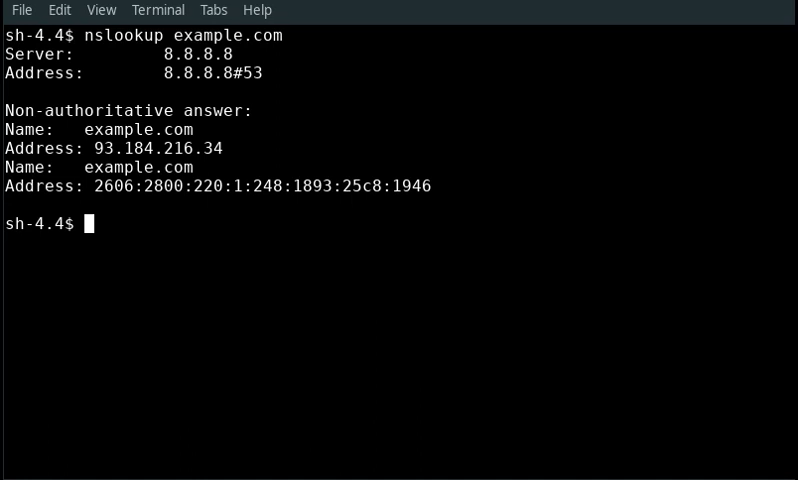 File Edit View Terminal Tabs Help
sh-4.4$ nslookup example.com
Server:         8.8.8.8
Address:        8.8.8.8#53
Non-authoritative answer:
Name:   example.com
Address: 93.184.216.34
Name:   example.com
Address: 2606:2800:220:1:248:1893:25c8:1946
sh-4.4$